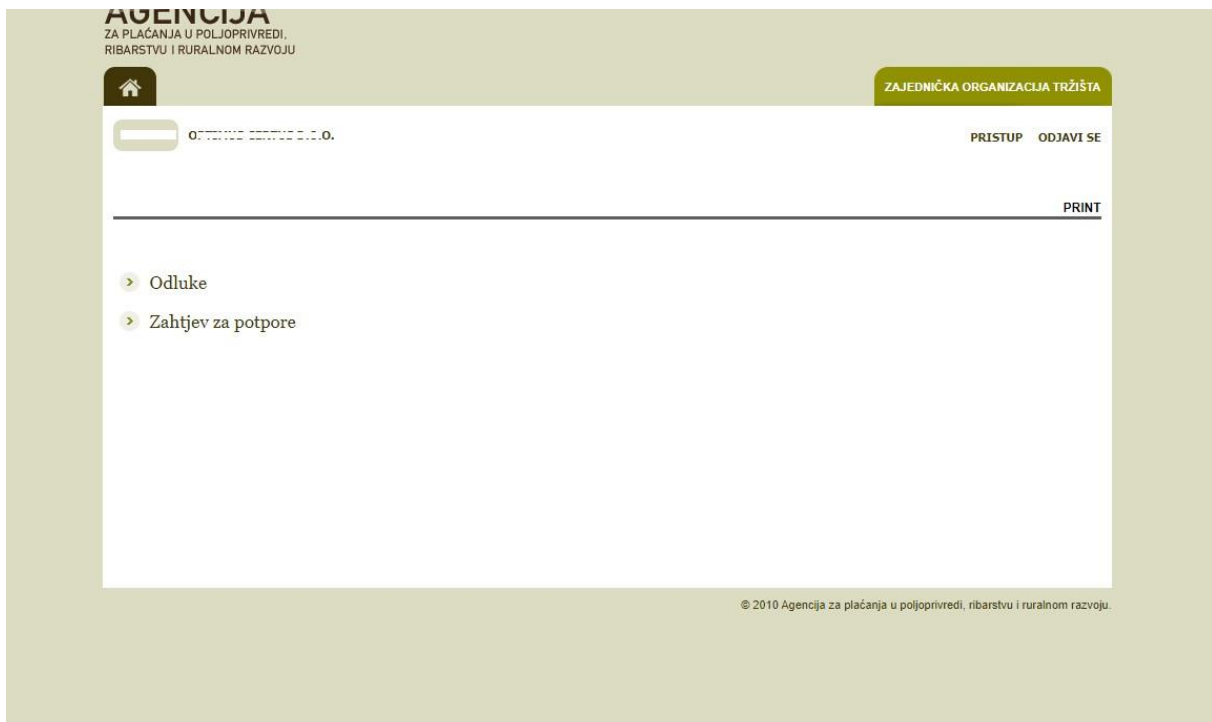 AGENCIJA
ZA PLAĆANJA U POLJOPRIVREDI,
RIBARSTVU I RURALNOM RAZVOJU
ZAJEDNIČKA ORGANIZACIJA TRŽIŠTA
PRISTUP ODJAVI SE
PRINT
Odluke
Zahtjev za potpore
© 2010 Agencija za plaćanja u poljoprivredi, ribarstvu i ruralnom razvoju.